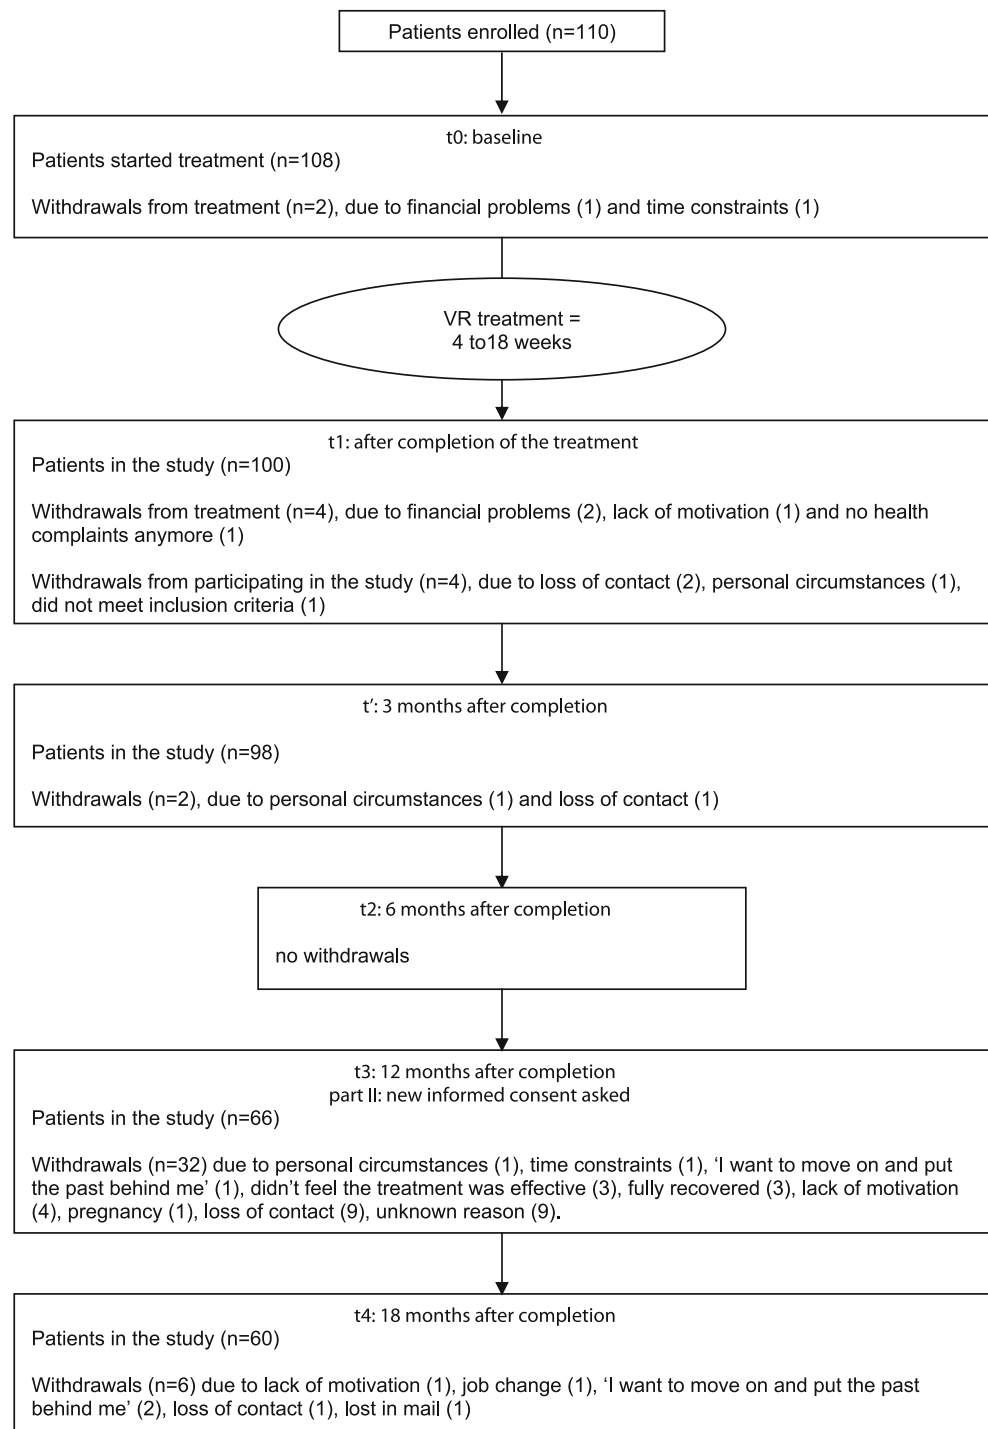 Patients enrolled (n=110)
t0: baseline
Patients started treatment (n=108)
Withdrawals from treatment (n=2), due to financial problems (1) and time constraints (1)
VR treatment =
4 to18 weeks
t1: after completion of the treatment
Patients in the study (n=100)
Withdrawals from treatment (n=4), due to financial problems (2), lack of motivation (1) and no health
complaints anymore (1)
Withdrawals from participating in the study (n=4), due to loss of contact (2), personal circumstances (1),
did not meet inclusion criteria (1)
t': 3 months after completion
Patients in the study (n=98)
Withdrawals (n=2), due to personal circumstances (1) and loss of contact (1)
t2: 6 months after completion
no withdrawals
t3: 12 months after completion
part II: new informed consent asked
Patients in the study (n=66)
Withdrawals (n=32) due to personal circumstances (1), time constraints (1), ‘I want to move on and put
the past behind me’ (1), didn’t feel the treatment was effective (3), fully recovered (3), lack of motivation
(4), pregnancy (1), loss of contact (9), unknown reason (9).
t4: 18 months after completion
Patients in the study (n=60)
Withdrawals (n=6) due to lack of motivation (1), job change (1), ‘I want to move on and put the past
behind me’ (2), loss of contact (1), lost in mail (1)